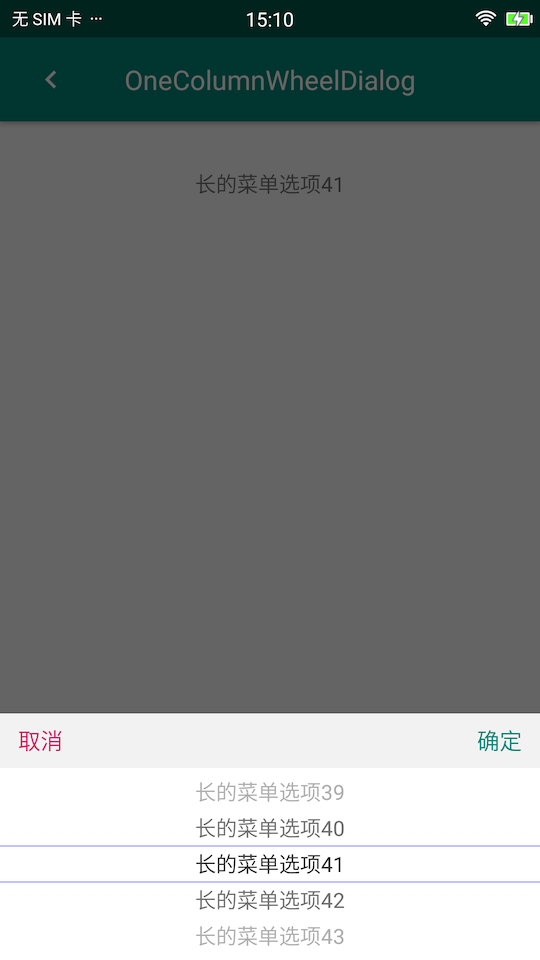 无 SIM 卡 ··· 15:10
OneColumnWheelDialog
长的菜单选项41
取消 确定
长的菜单选项39
长的菜单选项40
长的菜单选项41
长的菜单选项42
长的菜单选项43